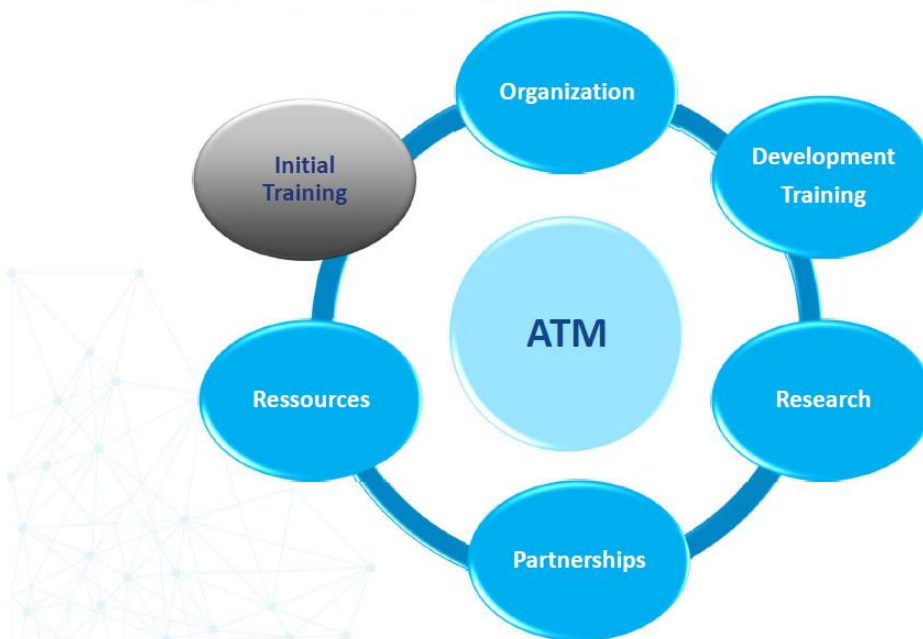 Organization
Development
Training
Initial
Training
ATM
Ressources
Research
Partnerships